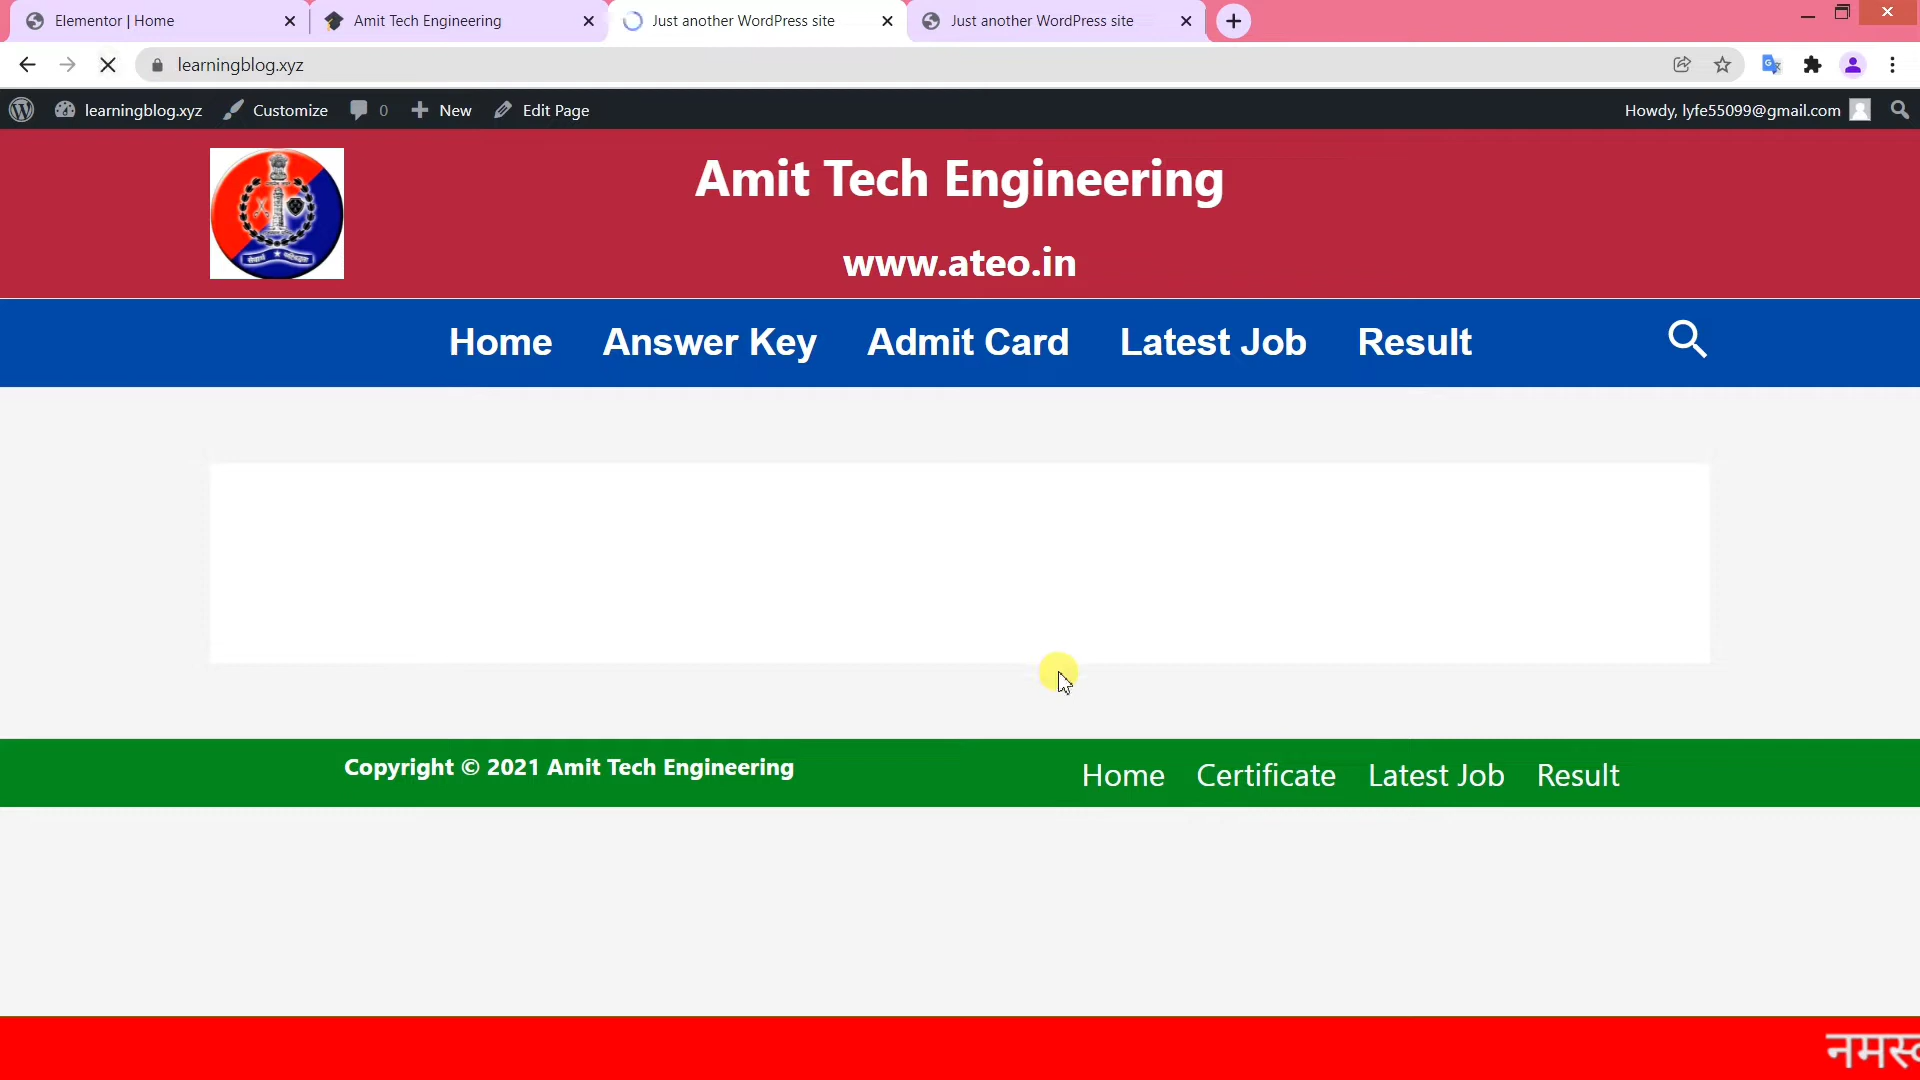 Elementor | Home
Amit Tech Engineering
Just another WordPress site
Just another WordPress site
learningblog.xyz
learningblog.xyz
Customize
0
New
Edit Page
Howdy, lyfe55099@gmail.com
Amit Tech Engineering
www.ateo.in
Home
Answer Key
Admit Card
Latest Job
Result
Copyright © 2021 Amit Tech Engineering
Home
Certificate
Latest Job
Result